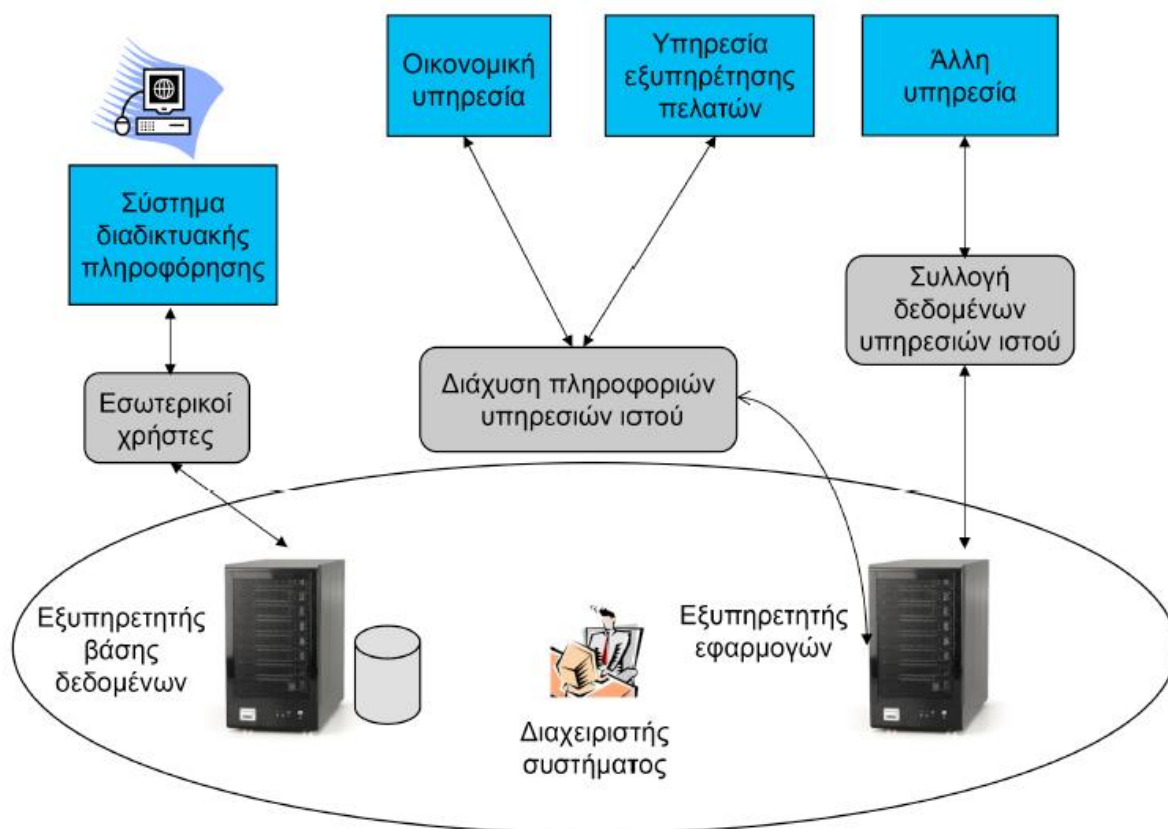 Οικονομική
υπηρεσία
Υπηρεσία
εξυπηρέτησης
πελατών
Άλλη
υπηρεσία
Σύστημα
διαδικτυακής
πληροφόρησης
Συλλογή
δεδομένων
υπηρεσιών ιστού
Διάχυση πληροφοριών
υπηρεσιών ιστού
Εσωτερικοί
χρήστες
Εξυπηρετητής
βάσης
δεδομένων
Εξυπηρετητής
εφαρμογών
Διαχειριστής
συστήματος